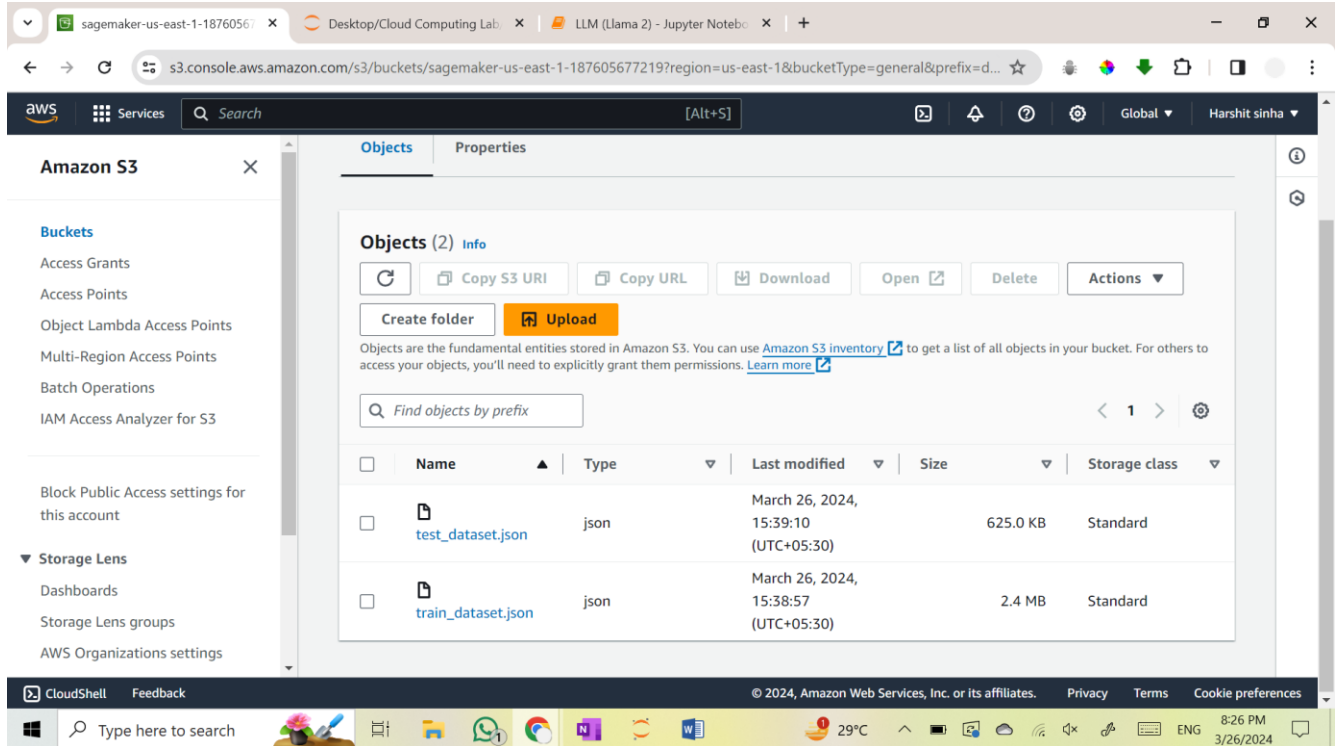 sagemaker-us-east-1-18760567
Desktop/Cloud Computing Lab
LLM (Llama 2) - Jupyter Notebo
s3.console.aws.amazon.com/s3/buckets/sagemaker-us-east-1-187605677219?region=us-east-1&bucketType=general&prefix=d...
aws
Services
Search
[Alt+S]
Global
Harshit sinha
Amazon S3
Buckets
Access Grants
Access Points
Object Lambda Access Points
Multi-Region Access Points
Batch Operations
IAM Access Analyzer for S3
Block Public Access settings for
this account
Storage Lens
Dashboards
Storage Lens groups
AWS Organizations settings
Objects
Properties
Objects (2) Info
Copy S3 URI
Copy URL
Download
Open
Delete
Actions
Create folder
Upload
Objects are the fundamental entities stored in Amazon S3. You can use Amazon S3 inventory to get a list of all objects in your bucket. For others to
access your objects, you'll need to explicitly grant them permissions. Learn more
Find objects by prefix
1
Name
Type
Last modified
Size
Storage class
test_dataset.json
json
March 26, 2024,
15:39:10
(UTC+05:30)
625.0 KB
Standard
train_dataset.json
json
March 26, 2024,
15:38:57
(UTC+05:30)
2.4 MB
Standard
CloudShell
Feedback
© 2024, Amazon Web Services, Inc. or its affiliates.
Privacy
Terms
Cookie preferences
Type here to search
1
29°C
ENG
8:26 PM
3/26/2024